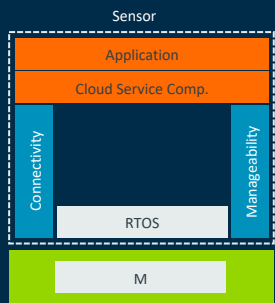 Sensor
Application
Cloud Service Comp.
Connectivity
Manageability
RTOS
M